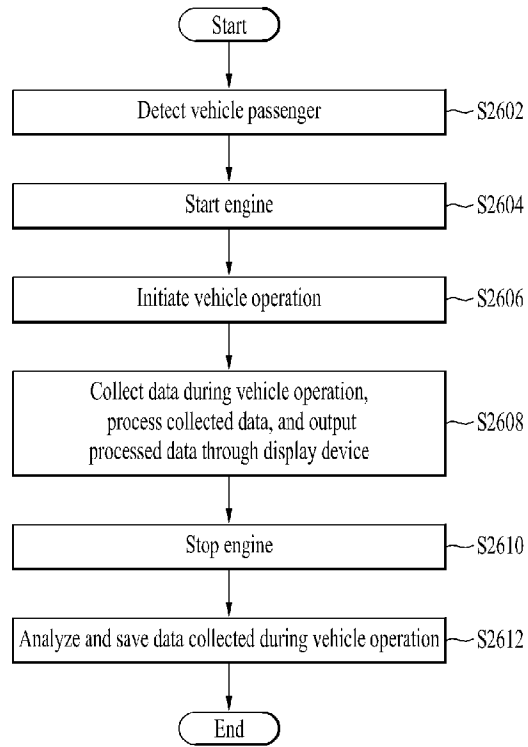 Start
Detect vehicle passenger
S2602
Start engine
S2604
Initiate vehicle operation
S2606
Collect data during vehicle operation,
process collected data, and output
processed data through display device
S2608
Stop engine
S2610
Analyze and save data collected during vehicle operation
S2612
End